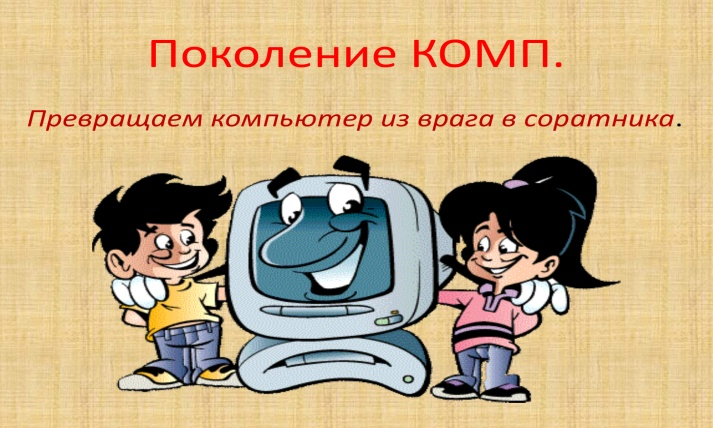 Поколение КОМП.
Превращаем компьютер из врага в соратника.